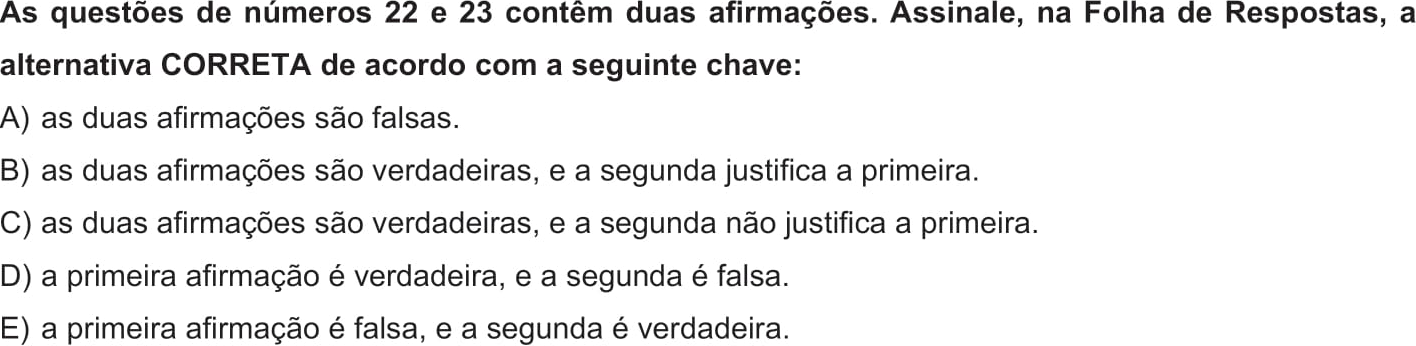 As questões de números 22 e 23 contêm duas afirmações. Assinale, na Folha de Respostas, a
alternativa CORRETA de acordo com a seguinte chave:
A) as duas afirmações são falsas.
B) as duas afirmações são verdadeiras, e a segunda justifica a primeira.
C) as duas afirmações são verdadeiras, e a segunda não justifica a primeira.
D) a primeira afirmação é verdadeira, e a segunda é falsa.
E) a primeira afirmação é falsa, e a segunda é verdadeira.